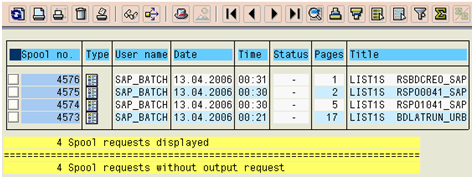 Spool no. Type User name Date Time Status Pages Title
4576 SAP_BATCH 13.04.2006 00:31 - 1 LIST1S RSBDCREO_SAP
4575 SAP_BATCH 13.04.2006 00:30 - 2 LIST1S RSPO0041_SAP
4574 SAP_BATCH 13.04.2006 00:30 - 5 LIST1S RSPO1041_SAP
4573 SAP_BATCH 13.04.2006 00:21 - 17 LIST1S BDLATRUN_URB
4 Spool requests displayed
4 Spool requests without output request